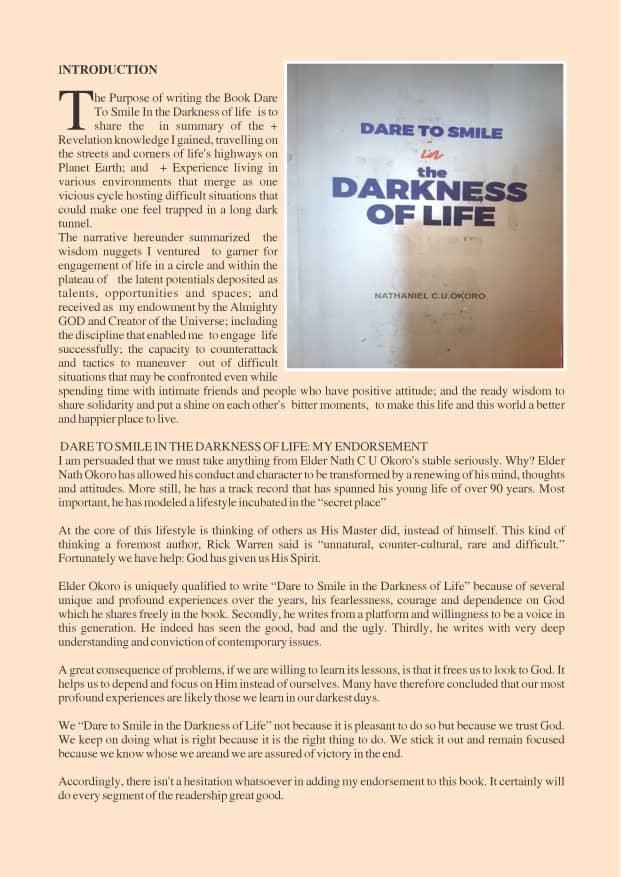 INTRODUCTION
The Purpose of writing the Book Dare
To Smile In the Darkness of life is to
share the in summary of the +
Revelation knowledge I gained, travelling on
the streets and corners of life's highways on
Planet Earth; and + Experience living in
various environments that merge as one
vicious cycle hosting difficult situations that
could make one feel trapped in a long dark
tunnel.
The narrative hereunder summarized the
wisdom nuggets I ventured to garner for
engagement of life in a circle and within the
plateau of the latent potentials deposited as
talents, opportunities and spaces; and
received as my endowment by the Almighty
GOD and Creator of the Universe; including
the discipline that enabled me to engage life
successfully; the capacity to counterattack
and tactics to maneuver out of difficult
situations that may be confronted even while
spending time with intimate friends and people who have positive attitude; and the ready wisdom to
share solidarity and put a shine on each other's bitter moments, to make this life and this world a better
and happier place to live.
DARE TO SMILE
in
the
DARKNESS
OF LIFE
NATHANIEL C.U.OKORO
DARE TO SMILE IN THE DARKNESS OF LIFE: MY ENDORSEMENT
I am persuaded that we must take anything from Elder Nath C U Okoro's stable seriously. Why? Elder
Nath Okoro has allowed his conduct and character to be transformed by a renewing of his mind, thoughts
and attitudes. More still, he has a track record that has spanned his young life of over 90 years. Most
important, he has modeled a lifestyle incubated in the “secret place”
At the core of this lifestyle is thinking of others as His Master did, instead of himself. This kind of
thinking a foremost author, Rick Warren said is “unnatural, counter-cultural, rare and difficult.”
Fortunately we have help: God has given us His Spirit.
Elder Okoro is uniquely qualified to write “Dare to Smile in the Darkness of Life” because of several
unique and profound experiences over the years, his fearlessness, courage and dependence on God
which he shares freely in the book. Secondly, he writes from a platform and willingness to be a voice in
this generation. He indeed has seen the good, bad and the ugly. Thirdly, he writes with very deep
understanding and conviction of contemporary issues.
A great consequence of problems, if we are willing to learn its lessons, is that it frees us to look to God. It
helps us to depend and focus on Him instead of ourselves. Many have therefore concluded that our most
profound experiences are likely those we learn in our darkest days.
We “Dare to Smile in the Darkness of Life” not because it is pleasant to do so but because we trust God.
We keep on doing what is right because it is the right thing to do. We stick it out and remain focused
because we know whose we areand we are assured of victory in the end.
Accordingly, there isn't a hesitation whatsoever in adding my endorsement to this book. It certainly will
do every segment of the readership great good.